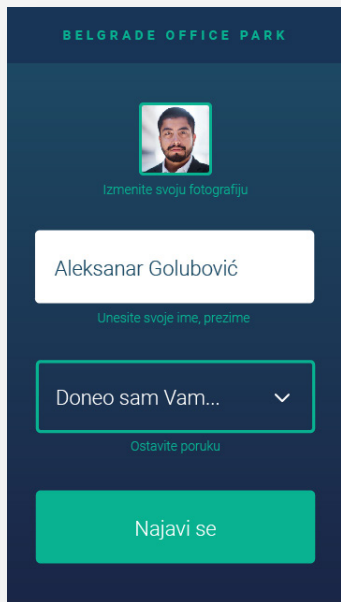 BELGRADE OFFICE PARK
Izmenite svoju fotografiju
Aleksanar Golubović
Unesite svoje ime, prezime
Doneo sam Vam...
Ostavite poruku
Najavi se